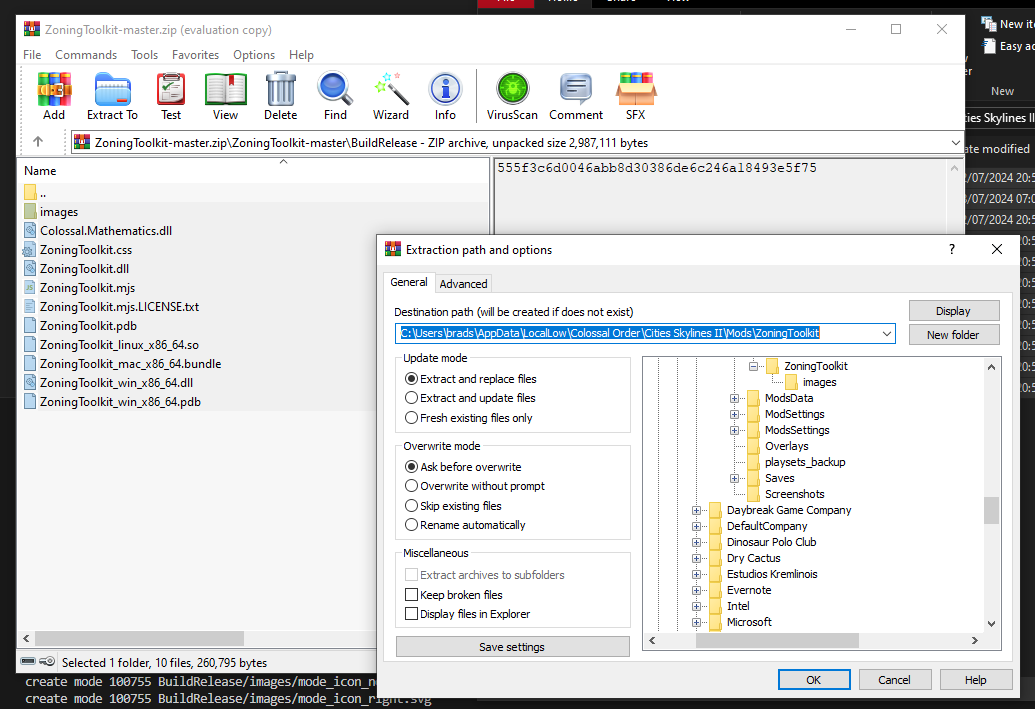 File Home Share View
ZoningToolkit-master.zip (evaluation copy)
New ite
Easy ac
File Commands Tools Favorites Options Help
Add Extract To Test View Delete Find Wizard Info VirusScan Comment SFX
New
ZoningToolkit-master.zip\ZoningToolkit-master\BuildRelease - ZIP archive, unpacked size 2,987,111 bytes
ities Skylines II
ate modified
Name
555f3c6d0046abb8d30386de6c246a18493e5f75
/07/2024 20:5
/07/2024 07:0
/07/2024 20:5
..
images
Colossal.Mathematics.dll
ZoningToolkit.css
ZoningToolkit.dll
ZoningToolkit.mjs
ZoningToolkit.mjs.LICENSE.txt
ZoningToolkit.pdb
ZoningToolkit_linux_x86_64.so
ZoningToolkit_mac_x86_64.bundle
ZoningToolkit_win_x86_64.dll
ZoningToolkit_win_x86_64.pdb
Extraction path and options
General Advanced
Destination path (will be created if does not exist)
C:\Users\brads\AppData\LocalLow\Colossal Order\Cities Skylines II\Mods\ZoningToolkit
Display
New folder
Update mode
Extract and replace files
Extract and update files
Fresh existing files only
Overwrite mode
Ask before overwrite
Overwrite without prompt
Skip existing files
Rename automatically
Miscellaneous
Extract archives to subfolders
Keep broken files
Display files in Explorer
Save settings
ZoningToolkit
images
ModsData
ModSettings
ModsSettings
Overlays
playsets_backup
Saves
Screenshots
Daybreak Game Company
DefaultCompany
Dinosaur Polo Club
Dry Cactus
Estudios Kremlinois
Evernote
Intel
Microsoft
OK Cancel Help
Selected 1 folder, 10 files, 260,795 bytes
create mode 100755 BuildRelease/images/mode_icon_n
create mode 100755 BuildRelease/images/mode_icon_right.svg